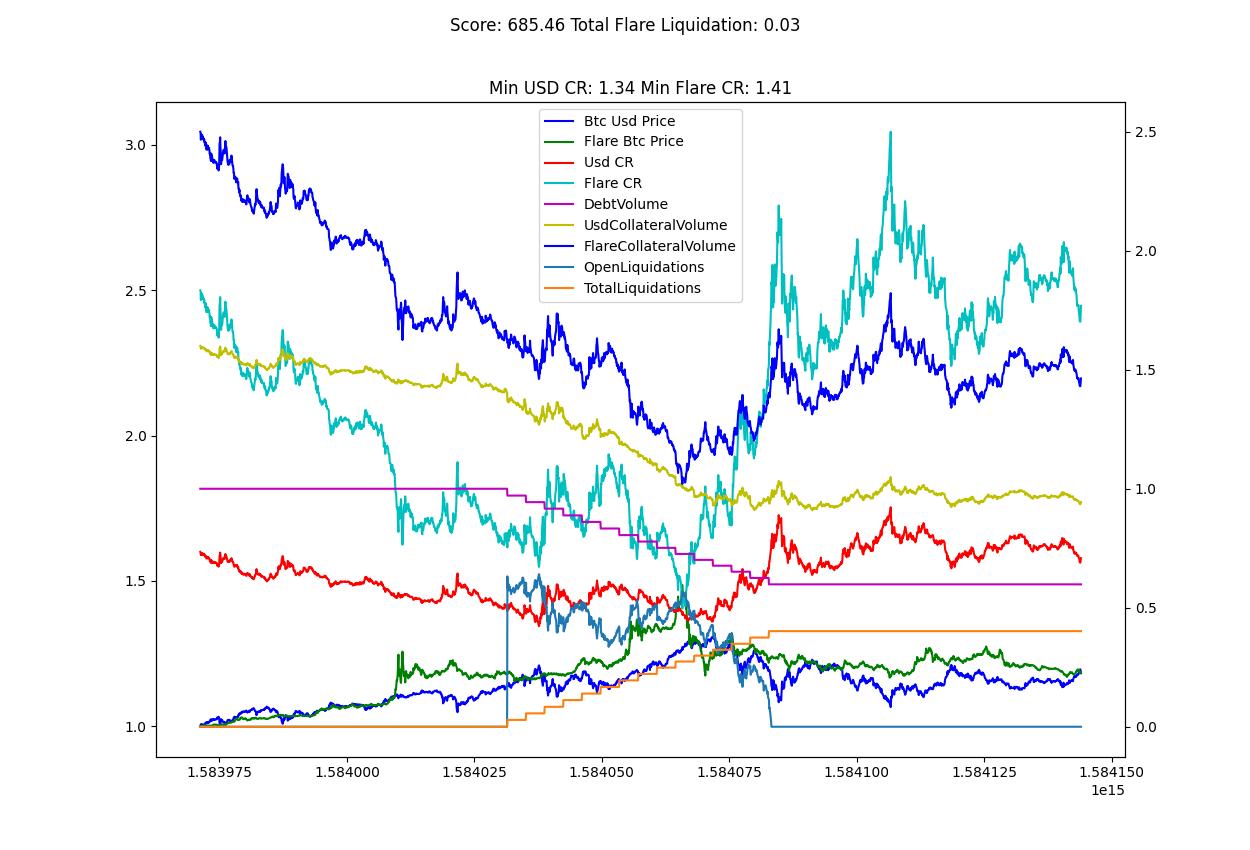 Score: 685.46 Total Flare Liquidation: 0.03
Min USD CR: 1.34 Min Flare CR: 1.41
Btc Usd Price
Flare Btc Price
Usd CR
Flare CR
DebtVolume
UsdCollateralVolume
FlareCollateralVolume
OpenLiquidations
TotalLiquidations
3.0
2.5
2.0
1.5
1.0
2.5
2.0
1.5
1.0
0.5
0.0
1.583975
1.584000
1.584025
1.584050
1.584075
1.584100
1.584125
1.584150
1e15